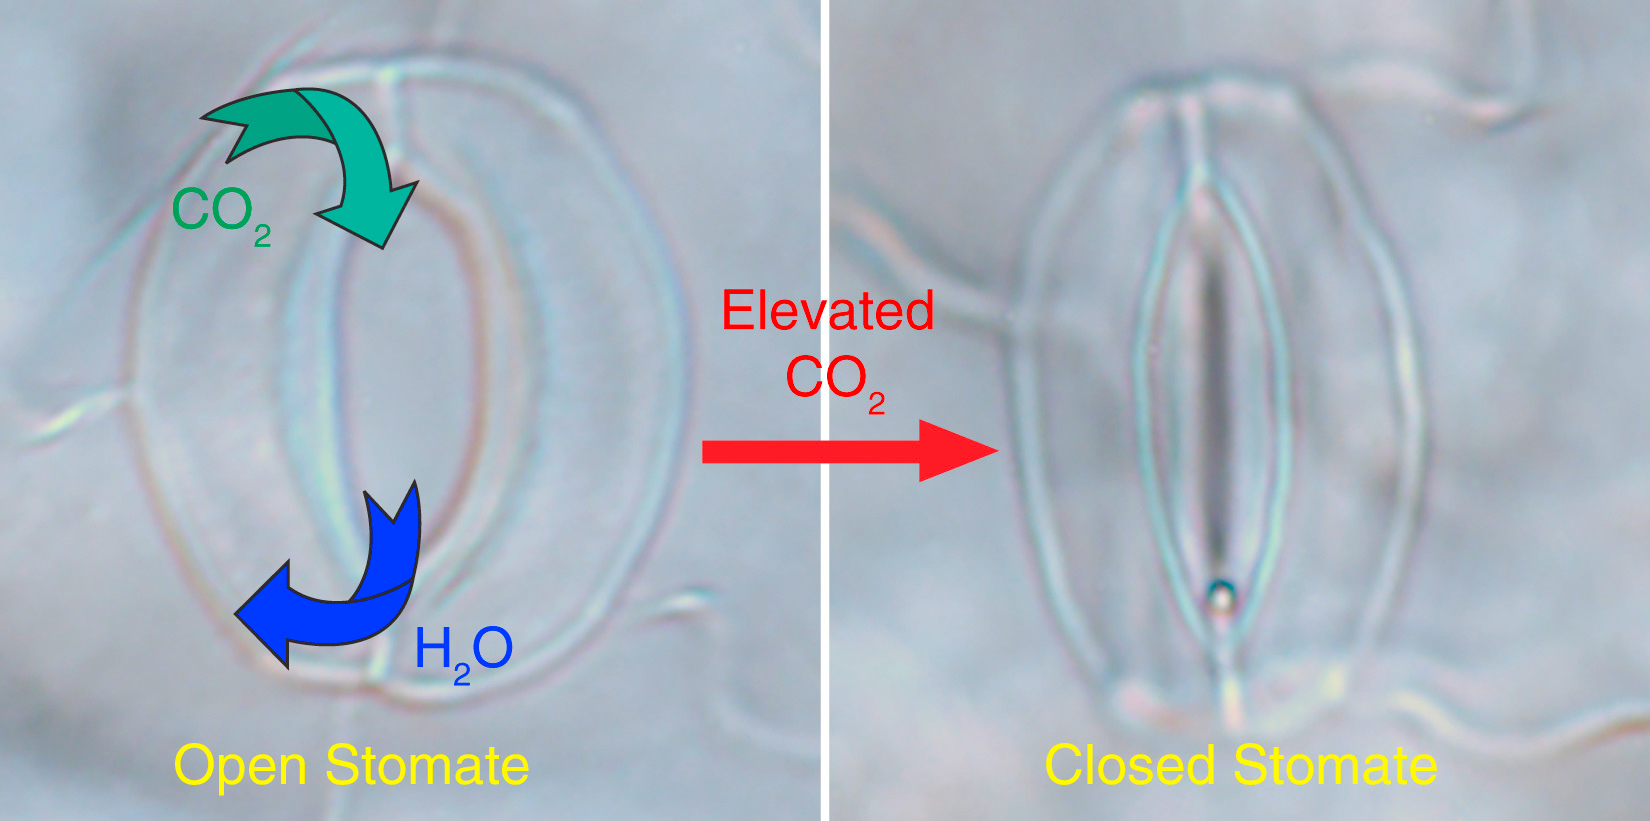 CO₂
Elevated
CO₂
H₂O
Open Stomate
Closed Stomate